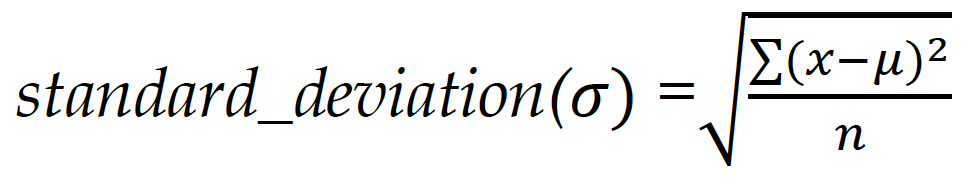 standard_deviation(σ) = √(∑(x−μ)²/n)